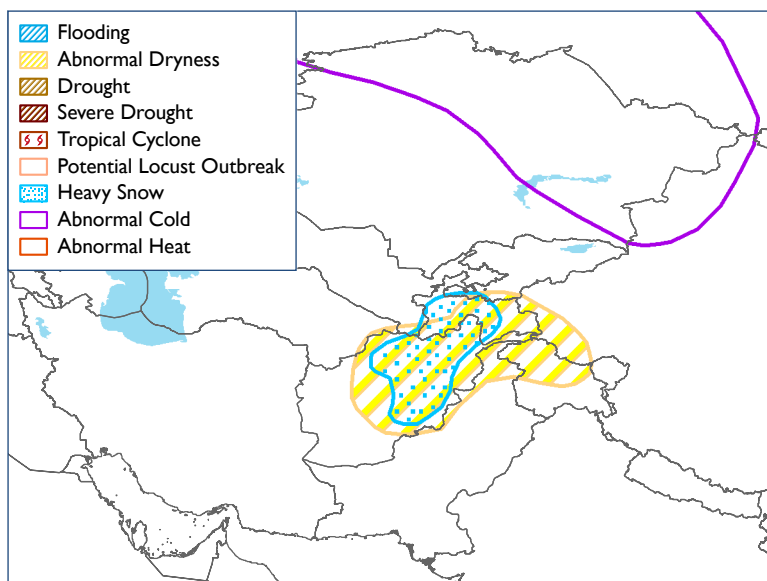 Flooding
Abnormal Dryness
Drought
Severe Drought
Tropical Cyclone
Potential Locust Outbreak
Heavy Snow
Abnormal Cold
Abnormal Heat